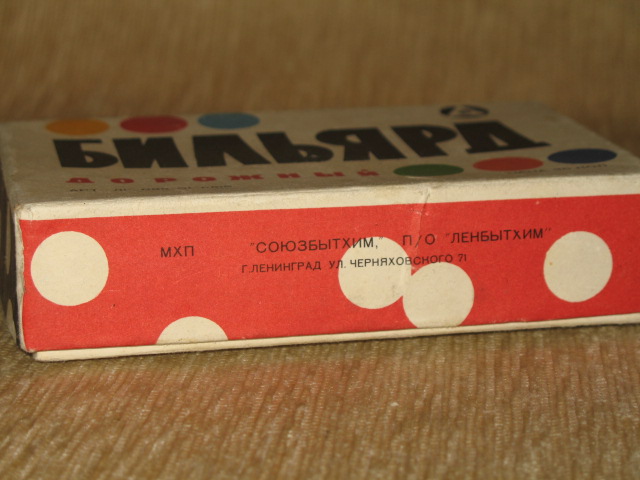 БИЛЬЯРД
ДОРОЖНЫЙ
МХП "СОЮЗБЫТХИМ," П/О "ЛЕНБЫТХИМ"
Г.ЛЕНИНГРАД УЛ. ЧЕРНЯХОВСКОГО 71